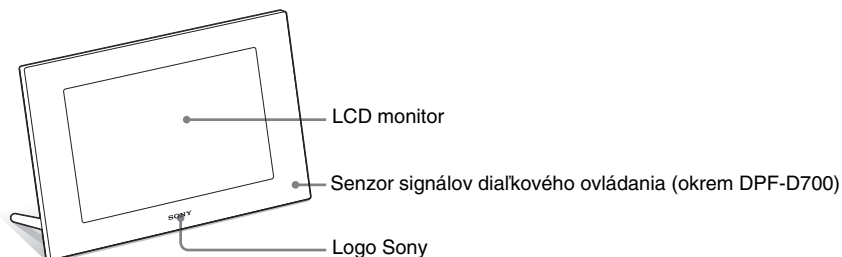 LCD monitor
Senzor signálov diaľkového ovládania (okrem DPF-D700)
SONY
Logo Sony